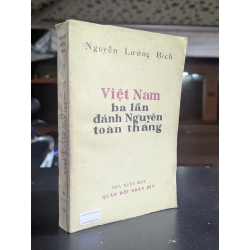 Nguyễn Lương Bích
Việt Nam
ba lần
đánh Nguyên
toàn thắng
NHÀ XUẤT BẢN
QUÂN ĐỘI NHÂN DÂN